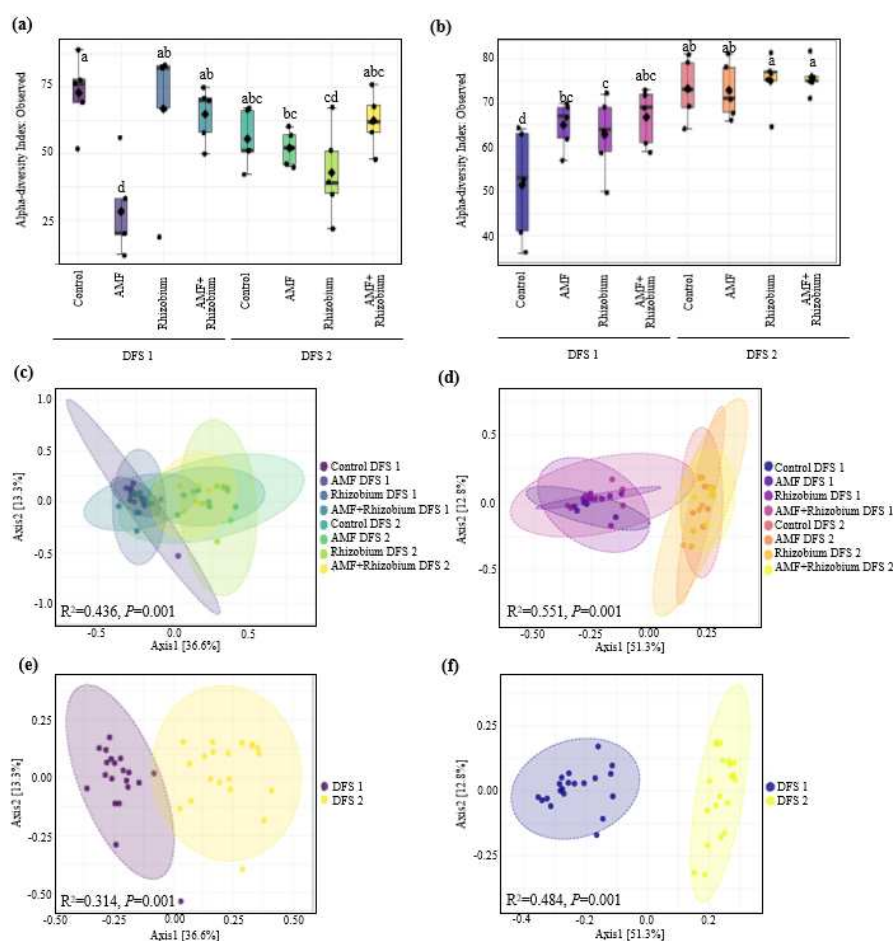 (a)
Alpha-diversity Index: Observed
75
50
25
a
d
ab
ab
abc
bc
cd
abc
Control
AMF
Rhizobium
AMF+
Rhizobium
Control
AMF
Rhizobium
AMF+
Rhizobium
DFS 1
DFS 2
(b)
Alpha-diversity Index: Observed
80
70
60
50
40
d
bc
c
abc
ab
ab
a
a
Control
AMF
Rhizobium
AMF+
Rhizobium
Control
AMF
Rhizobium
AMF+
Rhizobium
DFS 1
DFS 2
(c)
Axis2 [13.3%]
1.0
0.5
0.0
-0.5
-1.0
R²=0.436, P=0.001
-0.5
0.0
0.5
Axis1 [36.6%]
Control DFS 1
AMF DFS 1
Rhizobium DFS 1
AMF+Rhizobium DFS 1
Control DFS 2
AMF DFS 2
Rhizobium DFS 2
AMF+Rhizobium DFS 2
(d)
Axis2 [12.8%]
0.5
0.0
-0.5
R²=0.551, P=0.001
-0.50
-0.25
0.00
0.25
Axis1 [51.3%]
Control DFS 1
AMF DFS 1
Rhizobium DFS 1
AMF+Rhizobium DFS 1
Control DFS 2
AMF DFS 2
Rhizobium DFS 2
AMF+Rhizobium DFS 2
(e)
Axis2 [13.3%]
0.25
0.00
-0.25
-0.50
R²=0.314, P=0.001
-0.50
-0.25
0.00
0.25
0.50
Axis1 [36.6%]
DFS 1
DFS 2
(f)
Axis2 [12.8%]
0.25
0.00
-0.25
R²=0.484, P=0.001
-0.4
-0.2
0.0
0.2
Axis1 [51.3%]
DFS 1
DFS 2